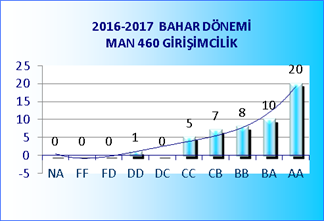 2016-2017 BAHAR DÖNEMİ
MAN 460 GİRİŞİMCİLİK
25
20
15
10
5
0
-5
0 0 0 1 0 5 7 8 10 20
NA FF FD DD DC CC CB BB BA AA